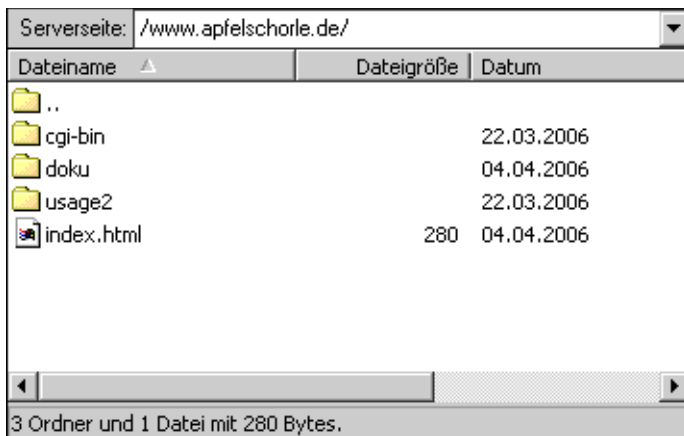 Serverseite: /www.apfelschorle.de/
Dateiname Dateigröße Datum
..
cgi-bin 22.03.2006
doku 04.04.2006
usage2 22.03.2006
index.html 280 04.04.2006
3 Ordner und 1 Datei mit 280 Bytes.